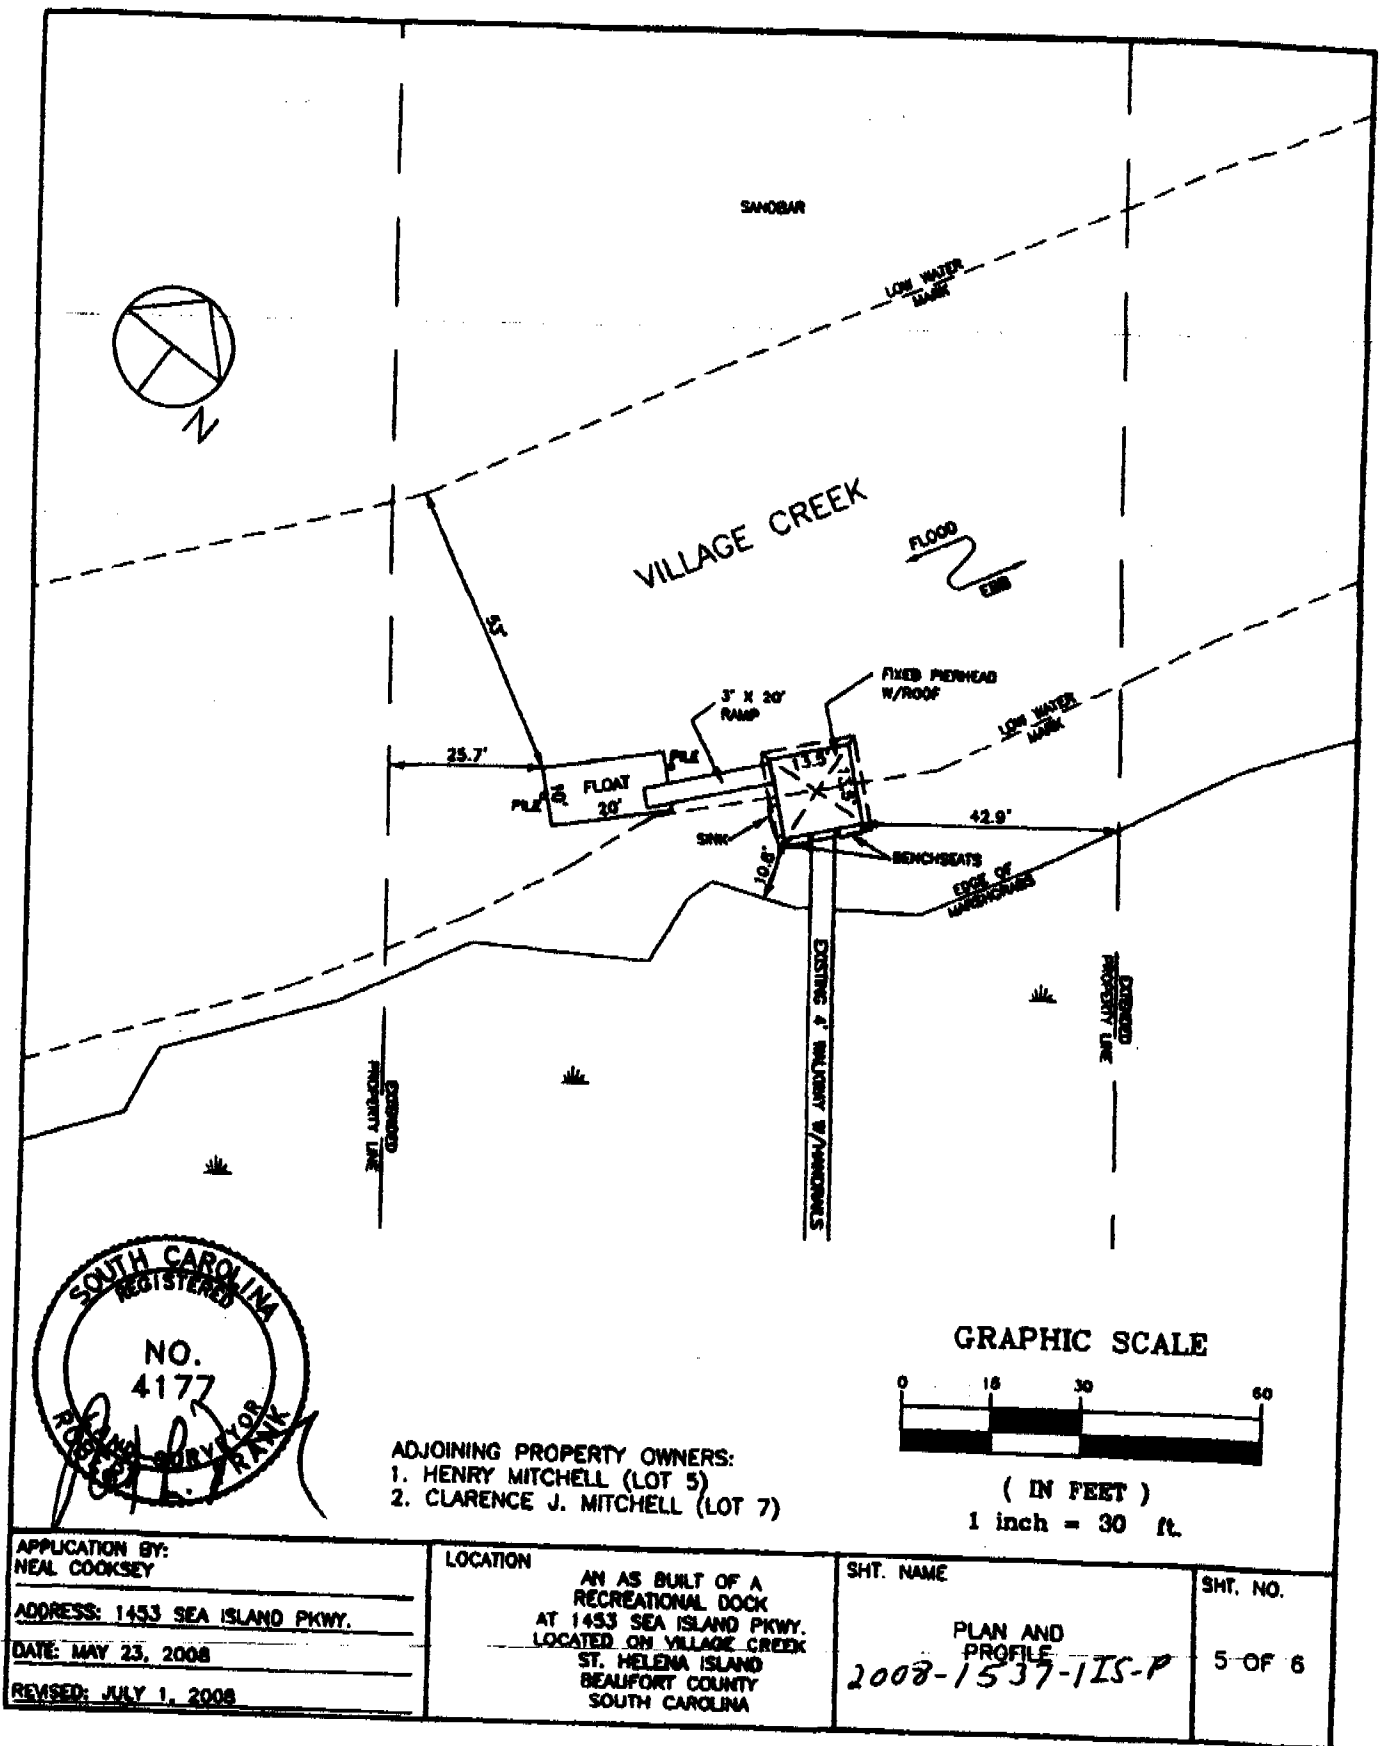 SANDBAR
LOW WATER
MARK
N
VILLAGE CREEK
FLOOD
EBB
53'
FIXED PIERHEAD
W/ROOF
3' X 20'
RAMP
LOW WATER
MARK
25.7'
PILE
13.5'
13.5'
FLOAT
10'
20'
PILE
42.9'
SINK
BENCHSEATS
10.8'
EDGE OF
MARSHGRASS
EXISTING 4' WALKWAY W/HANDRAILS
EXTENDED
PROPERTY LINE
EXTENDED
PROPERTY LINE
SOUTH CAROLINA
REGISTERED
NO.
4177
LAND SURVEYOR
GRAPHIC SCALE
0 15 30 60
( IN FEET )
1 inch = 30 ft.
ADJOINING PROPERTY OWNERS:
1. HENRY MITCHELL (LOT 5)
2. CLARENCE J. MITCHELL (LOT 7)
APPLICATION BY:
NEAL COOKSEY
ADDRESS: 1453 SEA ISLAND PKWY.
DATE: MAY 23, 2008
REVISED: JULY 1, 2008
LOCATION
AN AS BUILT OF A
RECREATIONAL DOCK
AT 1453 SEA ISLAND PKWY.
LOCATED ON VILLAGE CREEK
ST. HELENA ISLAND
BEAUFORT COUNTY
SOUTH CAROLINA
SHT. NAME
PLAN AND
PROFILE
2008-1537-1IS-P
SHT. NO.
5 OF 6